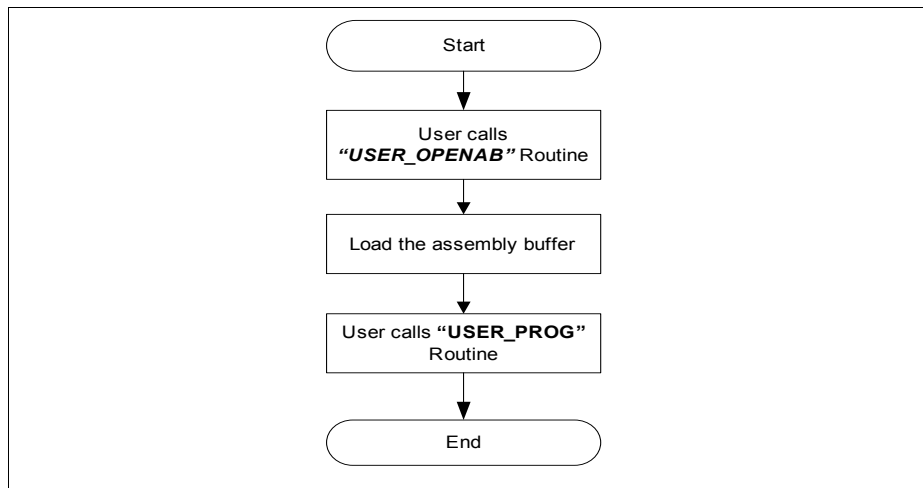 Start
User calls
“USER_OPENAB” Routine
Load the assembly buffer
User calls “USER_PROG”
Routine
End